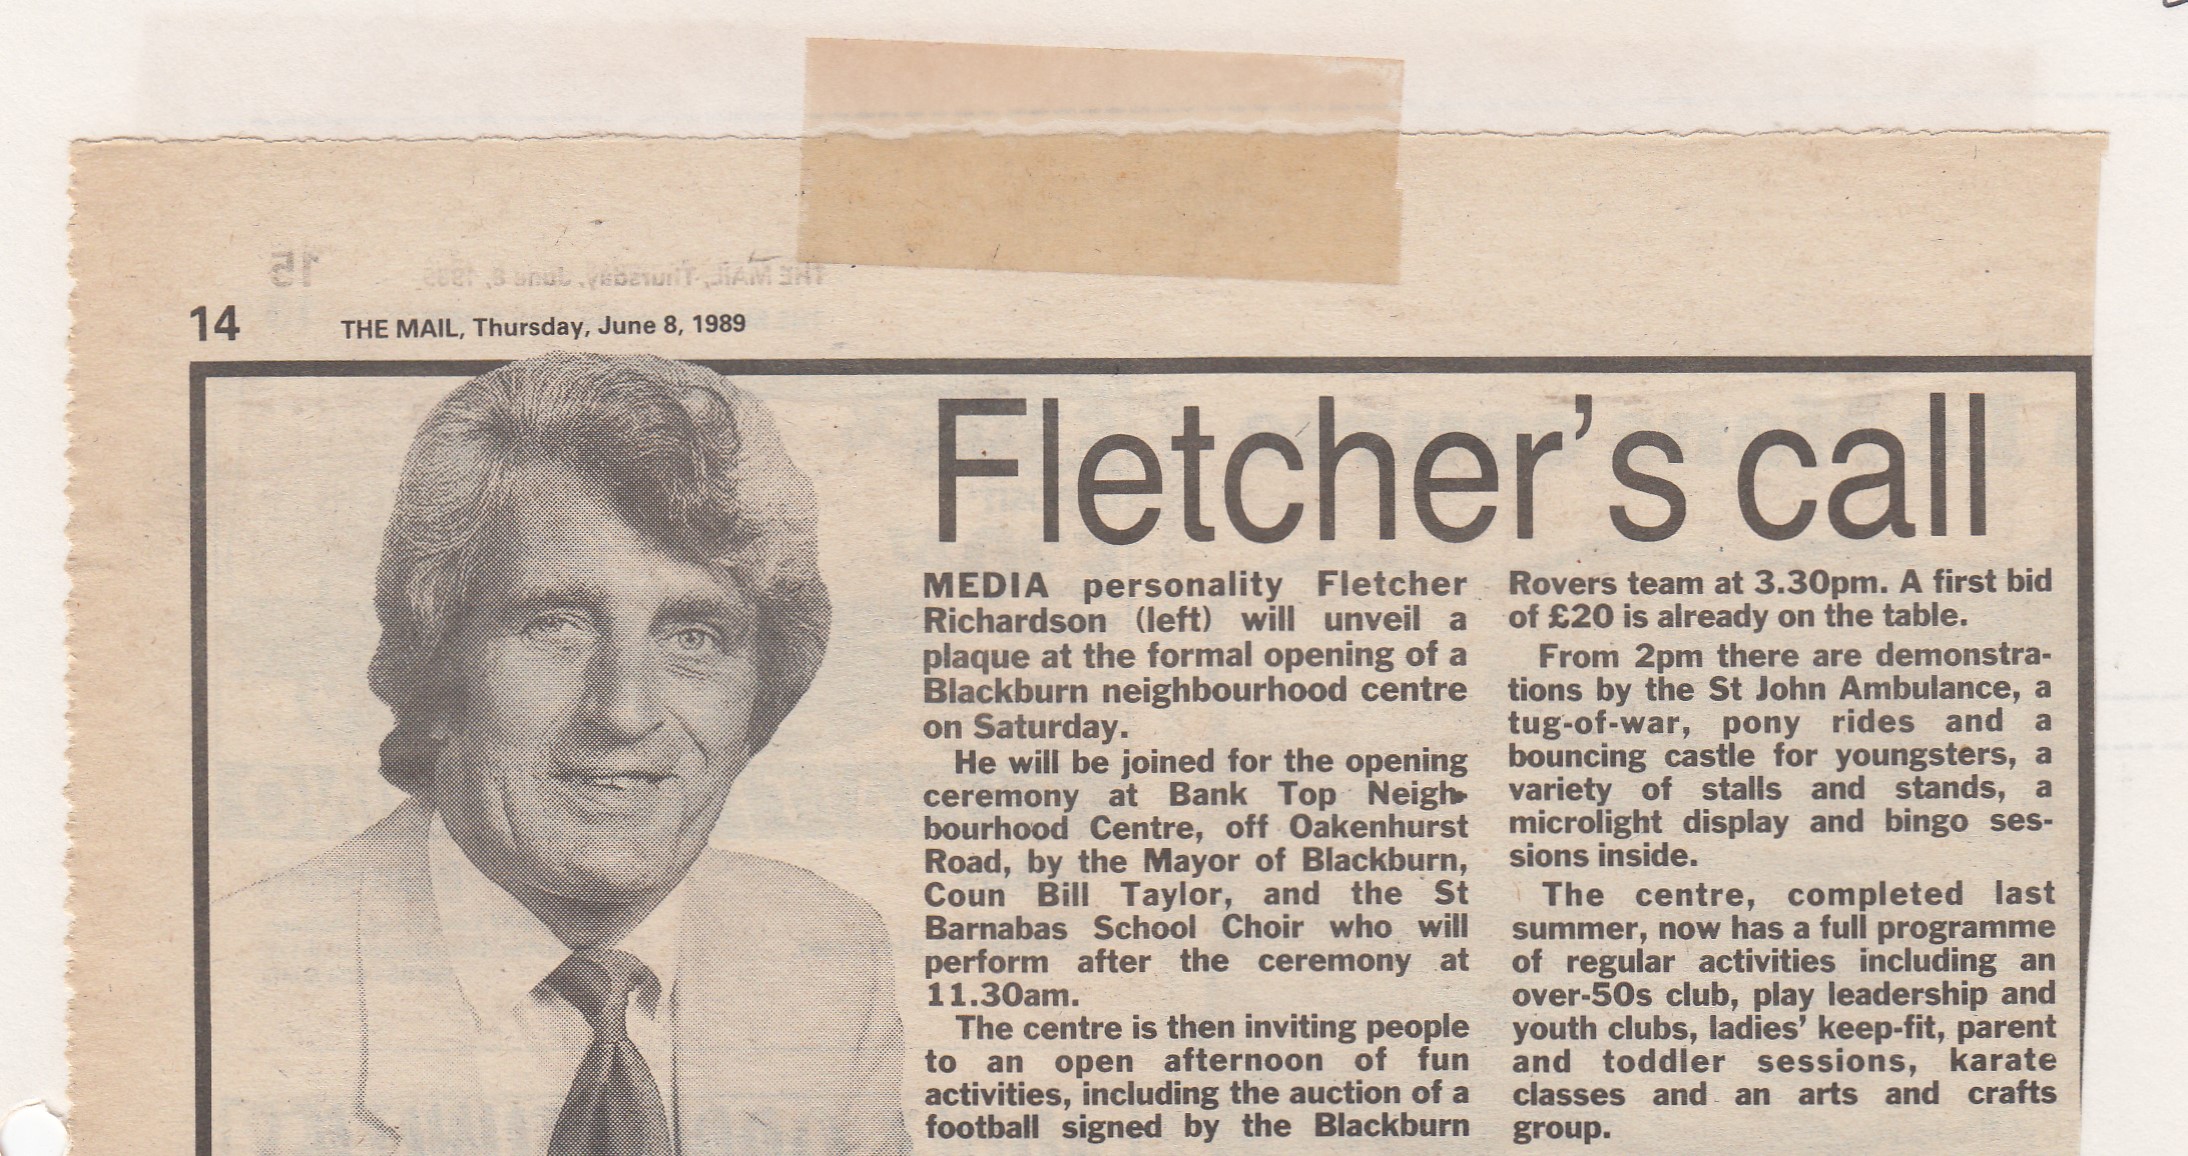 15 THE MAIL, Thursday, June 8, 1989
14 THE MAIL, Thursday, June 8, 1989
Fletcher's call
MEDIA personality Fletcher
Richardson (left) will unveil a
plaque at the formal opening of a
Blackburn neighbourhood centre
on Saturday.
He will be joined for the opening
ceremony at Bank Top Neigh-
bourhood Centre, off Oakenhurst
Road, by the Mayor of Blackburn,
Coun Bill Taylor, and the St
Barnabas School Choir who will
perform after the ceremony at
11.30am.
The centre is then inviting people
to an open afternoon of fun
activities, including the auction of a
football signed by the Blackburn
Rovers team at 3.30pm. A first bid
of £20 is already on the table.
From 2pm there are demonstra-
tions by the St John Ambulance, a
tug-of-war, pony rides and a
bouncing castle for youngsters, a
variety of stalls and stands, a
microlight display and bingo ses-
sions inside.
The centre, completed last
summer, now has a full programme
of regular activities including an
over-50s club, play leadership and
youth clubs, ladies' keep-fit, parent
and toddler sessions, karate
classes and an arts and crafts
group.